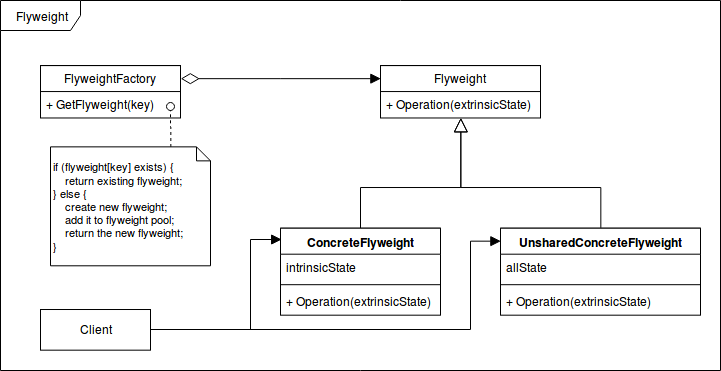 Flyweight
FlyweightFactory
+ GetFlyweight(key)
Flyweight
+ Operation(extrinsicState)
if (flyweight[key] exists) {
return existing flyweight;
} else {
create new flyweight;
add it to flyweight pool;
return the new flyweight;
}
ConcreteFlyweight
intrinsicState
+ Operation(extrinsicState)
UnsharedConcreteFlyweight
allState
+ Operation(extrinsicState)
Client